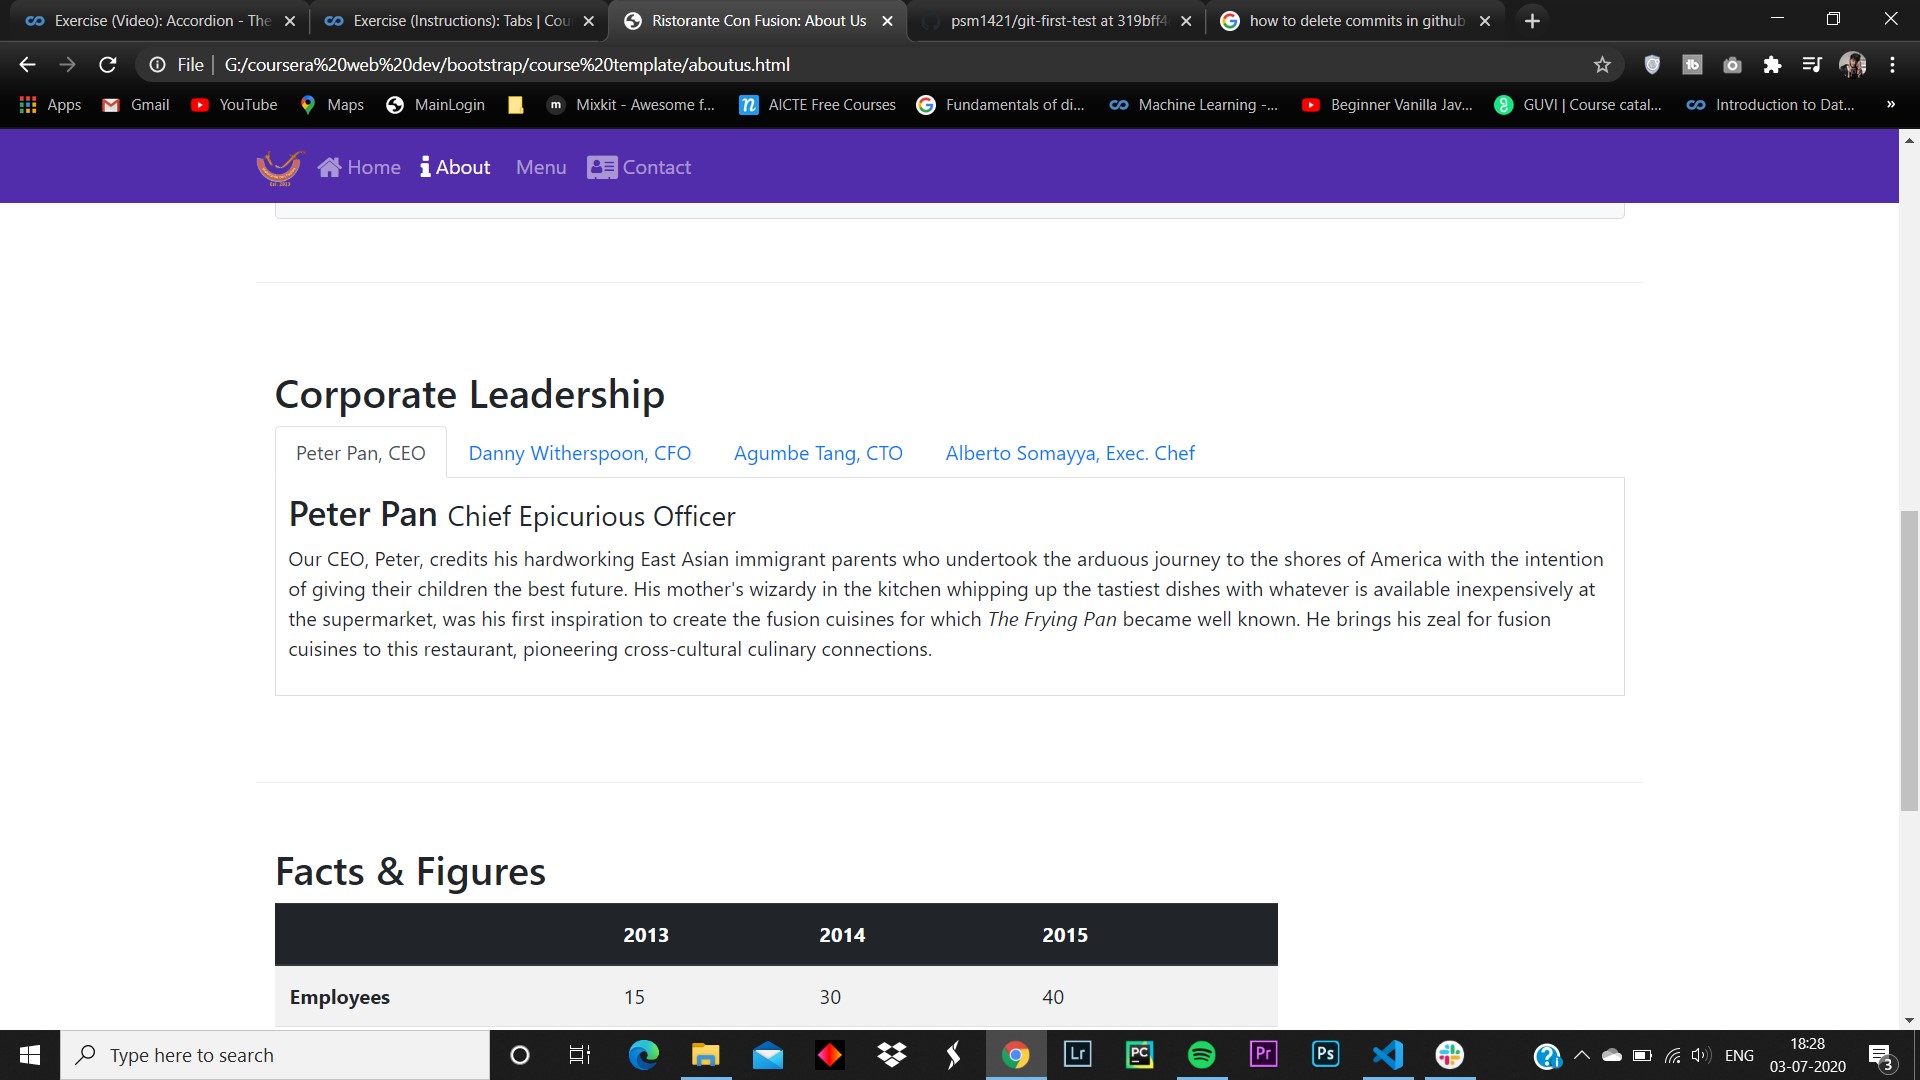 Exercise (Video): Accordion - The
Exercise (Instructions): Tabs | Cou
Ristorante Con Fusion: About Us
psm1421/git-first-test at 319bff4
how to delete commits in github
File
G:/coursera%20web%20dev/bootstrap/course%20template/aboutus.html
Apps
Gmail
YouTube
Maps
MainLogin
Mixkit - Awesome f...
AICTE Free Courses
Fundamentals of di...
Machine Learning -...
Beginner Vanilla Jav...
GUVI | Course catal...
Introduction to Dat...
»
Home
About
Menu
Contact
Corporate Leadership
Peter Pan, CEO
Danny Witherspoon, CFO
Agumbe Tang, CTO
Alberto Somayya, Exec. Chef
Peter Pan Chief Epicurious Officer
Our CEO, Peter, credits his hardworking East Asian immigrant parents who undertook the arduous journey to the shores of America with the intention
of giving their children the best future. His mother's wizardy in the kitchen whipping up the tastiest dishes with whatever is available inexpensively at
the supermarket, was his first inspiration to create the fusion cuisines for which The Frying Pan became well known. He brings his zeal for fusion
cuisines to this restaurant, pioneering cross-cultural culinary connections.
Facts & Figures
2013 2014 2015
Employees 15 30 40
Type here to search
Lr
PC
Pr
Ps
ENG
18:28
03-07-2020
3